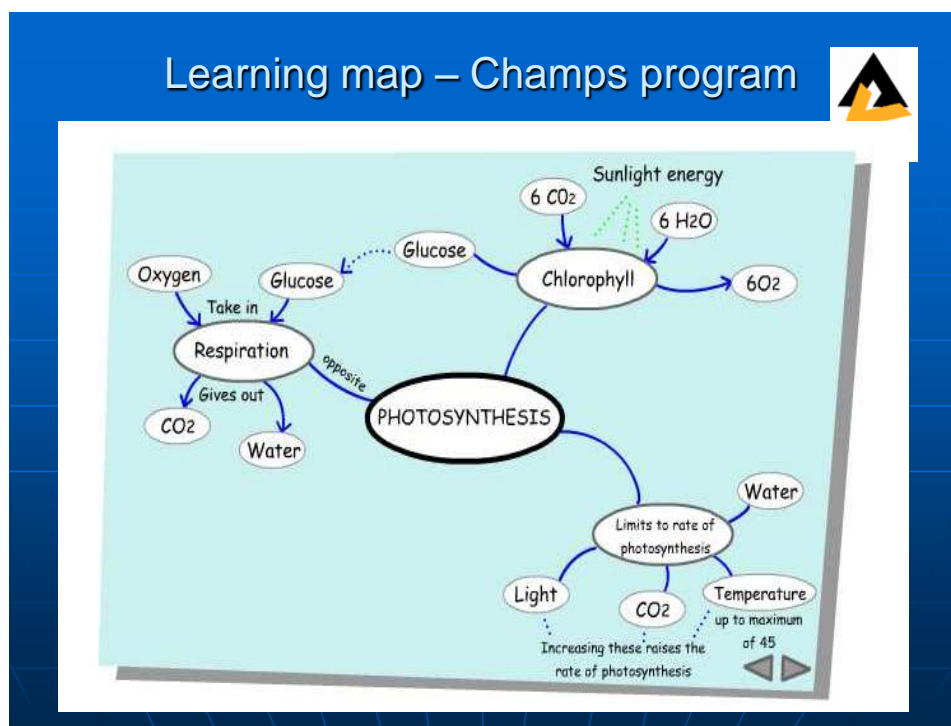 Learning map – Champs program
Sunlight energy
6 CO2
6 H2O
Glucose
Chlorophyll
6O2
Oxygen
Glucose
Take in
Respiration
opposite
Gives out
CO2
Water
PHOTOSYNTHESIS
Water
Limits to rate of
photosynthesis
Light
CO2
Temperature
up to maximum
of 45
Increasing these raises the
rate of photosynthesis